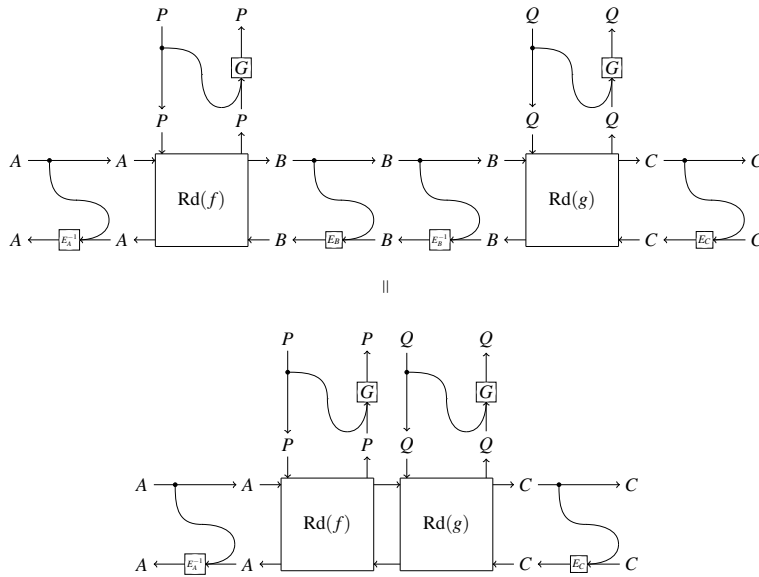 P P Q Q
G G
P P Q Q
A A B B B B C C
Rd(f) Rd(g)
A E_A^{-1} A B E_B B E_B^{-1} B C E_C C
=
P P Q Q
G G
P P Q Q
A A C C
Rd(f) Rd(g)
A E_A^{-1} A C E_C C